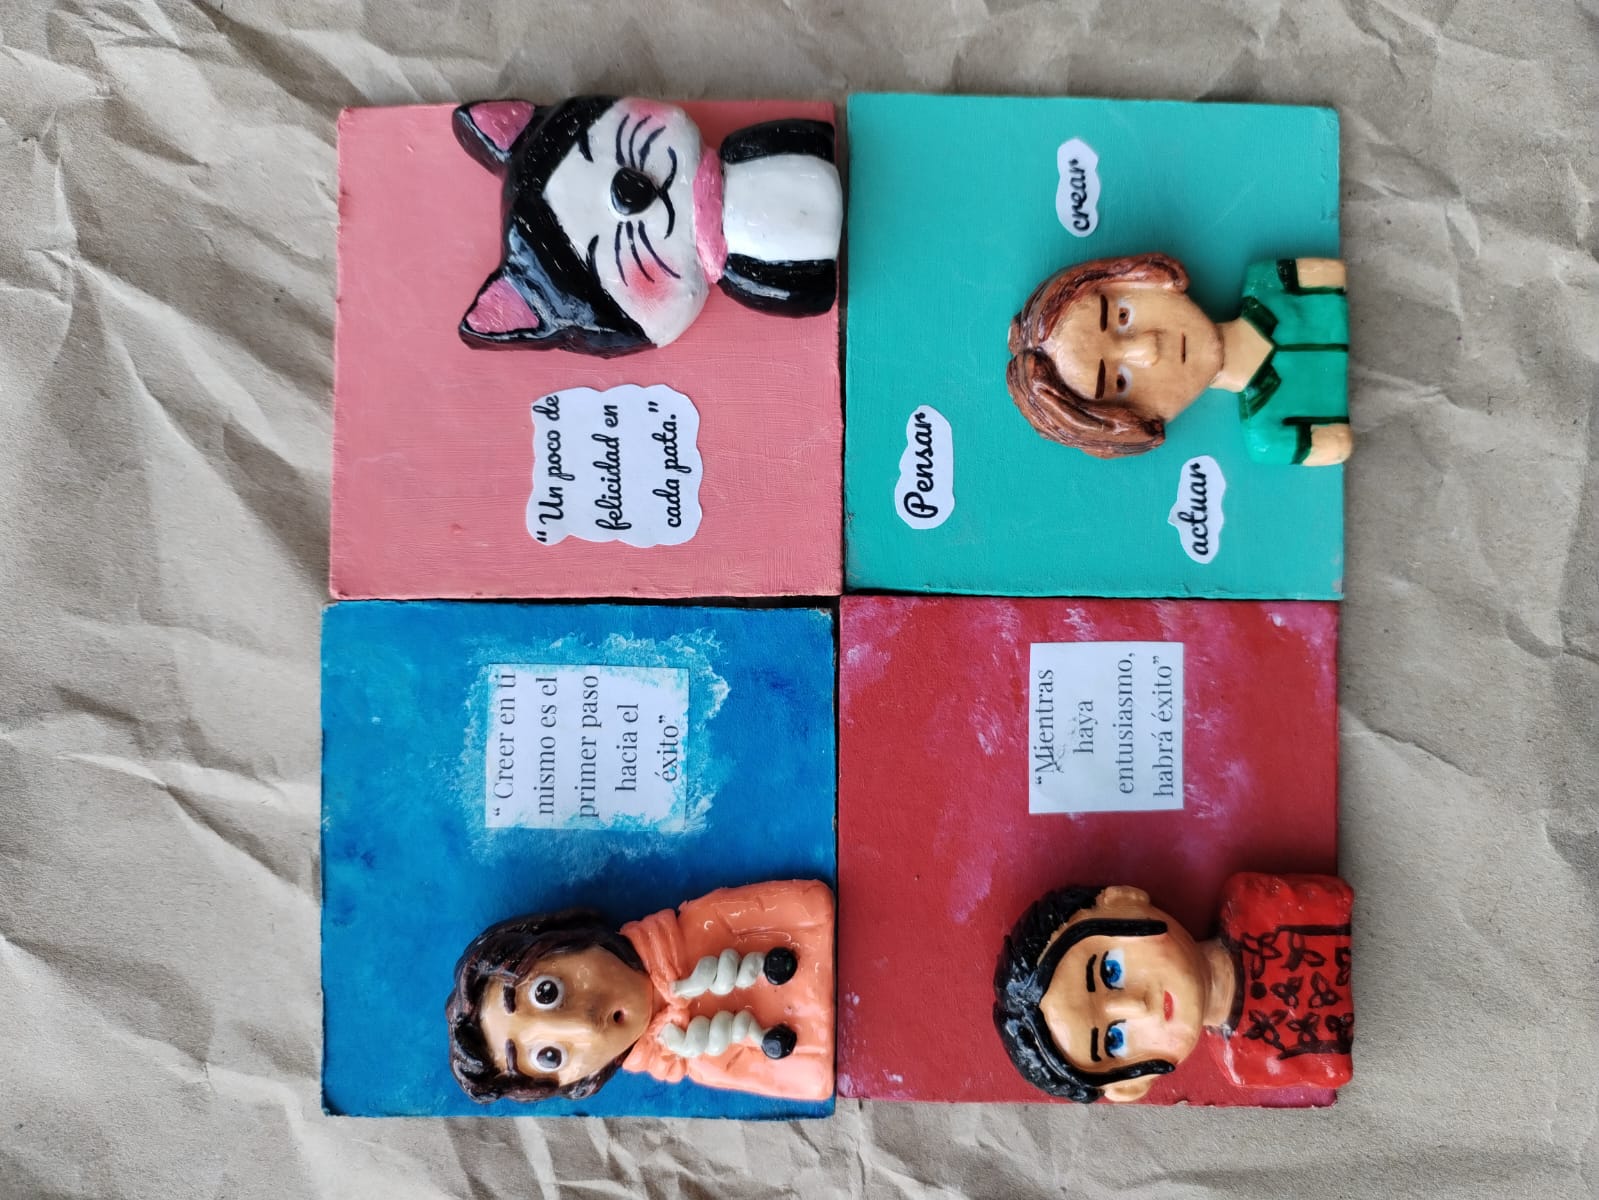 “ Creer en ti
mismo es el
primer paso
hacia el
éxito”
"Un poco de
felicidad en
cada pata."
“Mientras
haya
entusiasmo,
habrá éxito”
Pensar
crear
actuar